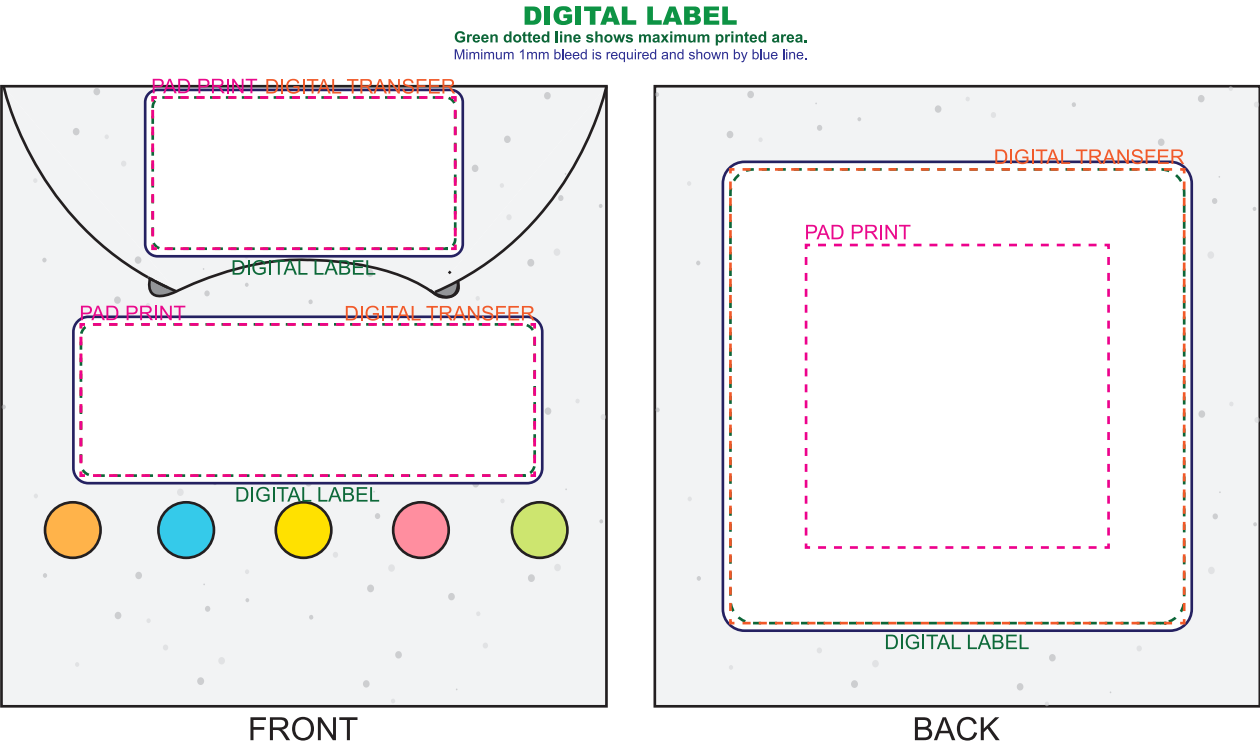 DIGITAL LABEL
Green dotted line shows maximum printed area.
Mimimum 1mm bleed is required and shown by blue line.
PAD PRINT DIGITAL TRANSFER
DIGITAL LABEL
PAD PRINT
DIGITAL TRANSFER
DIGITAL LABEL
FRONT
DIGITAL TRANSFER
PAD PRINT
DIGITAL LABEL
BACK